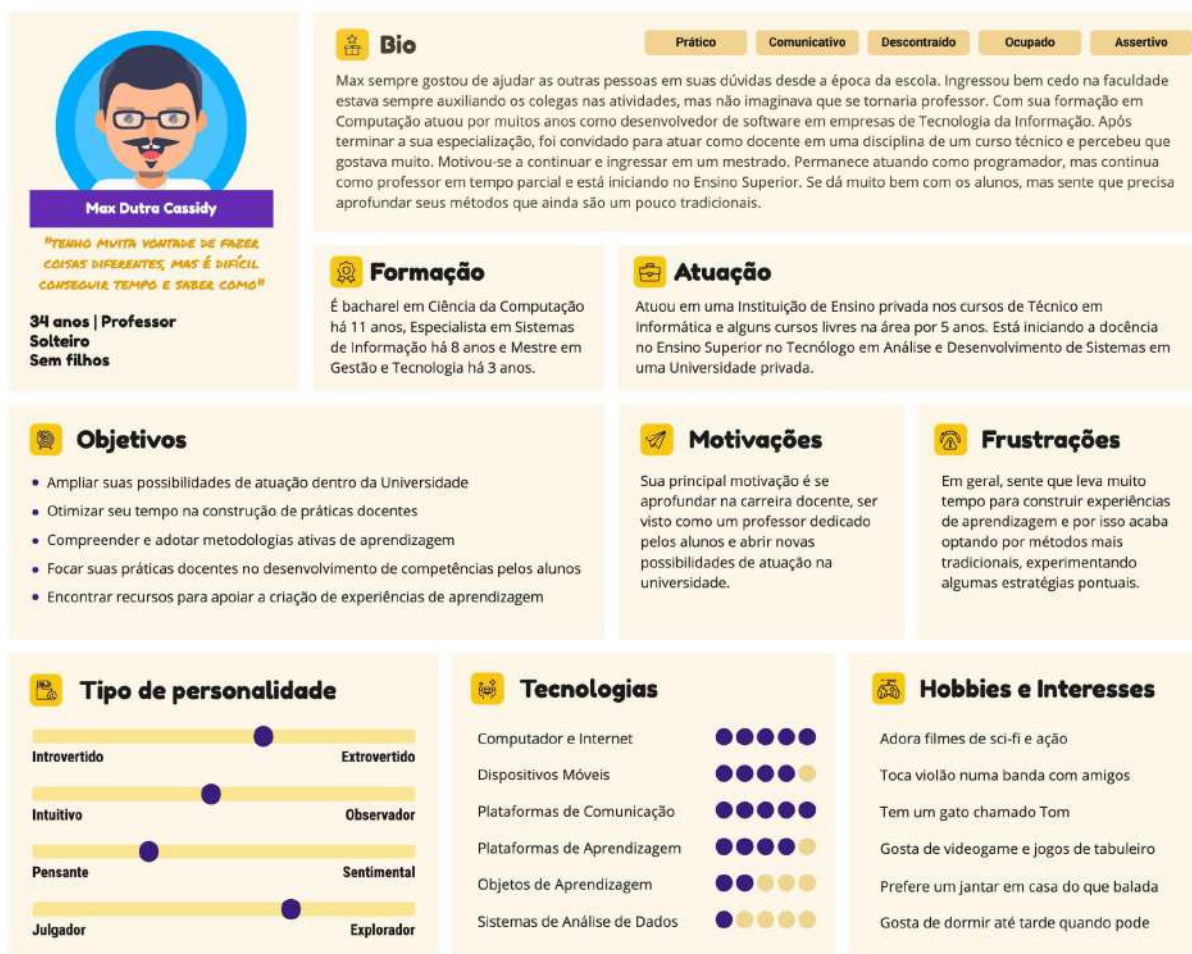 Max Dutra Cassidy
"TENHO MUITA VONTADE DE FAZER
COISAS DIFERENTES, MAS É DIFÍCIL
CONSEGUIR TEMPO E SABER COMO"
34 anos | Professor
Solteiro
Sem filhos
Bio
Prático
Comunicativo
Descontraído
Ocupado
Assertivo
Max sempre gostou de ajudar as outras pessoas em suas dúvidas desde a época da escola. Ingressou bem cedo na faculdade
estava sempre auxiliando os colegas nas atividades, mas não imaginava que se tornaria professor. Com sua formação em
Computação atuou por muitos anos como desenvolvedor de software em empresas de Tecnologia da Informação. Após
terminar a sua especialização, foi convidado para atuar como docente em uma disciplina de um curso técnico e percebeu que
gostava muito. Motivou-se a continuar e ingressar em um mestrado. Permanece atuando como programador, mas continua
como professor em tempo parcial e está iniciando no Ensino Superior. Se dá muito bem com os alunos, mas sente que precisa
aprofundar seus métodos que ainda são um pouco tradicionais.
Formação
É bacharel em Ciência da Computação
há 11 anos, Especialista em Sistemas
de Informação há 8 anos e Mestre em
Gestão e Tecnologia há 3 anos.
Atuação
Atuou em uma Instituição de Ensino privada nos cursos de Técnico em
Informática e alguns cursos livres na área por 5 anos. Está iniciando a docência
no Ensino Superior no Tecnólogo em Análise e Desenvolvimento de Sistemas em
uma Universidade privada.
Objetivos
• Ampliar suas possibilidades de atuação dentro da Universidade
• Otimizar seu tempo na construção de práticas docentes
• Compreender e adotar metodologias ativas de aprendizagem
• Focar suas práticas docentes no desenvolvimento de competências pelos alunos
• Encontrar recursos para apoiar a criação de experiências de aprendizagem
Motivações
Sua principal motivação é se
aprofundar na carreira docente, ser
visto como um professor dedicado
pelos alunos e abrir novas
possibilidades de atuação na
universidade.
Frustrações
Em geral, sente que leva muito
tempo para construir experiências
de aprendizagem e por isso acaba
optando por métodos mais
tradicionais, experimentando
algumas estratégias pontuais.
Tipo de personalidade
Introvertido Extrovertido
Intuitivo Observador
Pensante Sentimental
Julgador Explorador
Tecnologias
Computador e Internet
Dispositivos Móveis
Plataformas de Comunicação
Plataformas de Aprendizagem
Objetos de Aprendizagem
Sistemas de Análise de Dados
Hobbies e Interesses
Adora filmes de sci-fi e ação
Toca violão numa banda com amigos
Tem um gato chamado Tom
Gosta de videogame e jogos de tabuleiro
Prefere um jantar em casa do que balada
Gosta de dormir até tarde quando pode